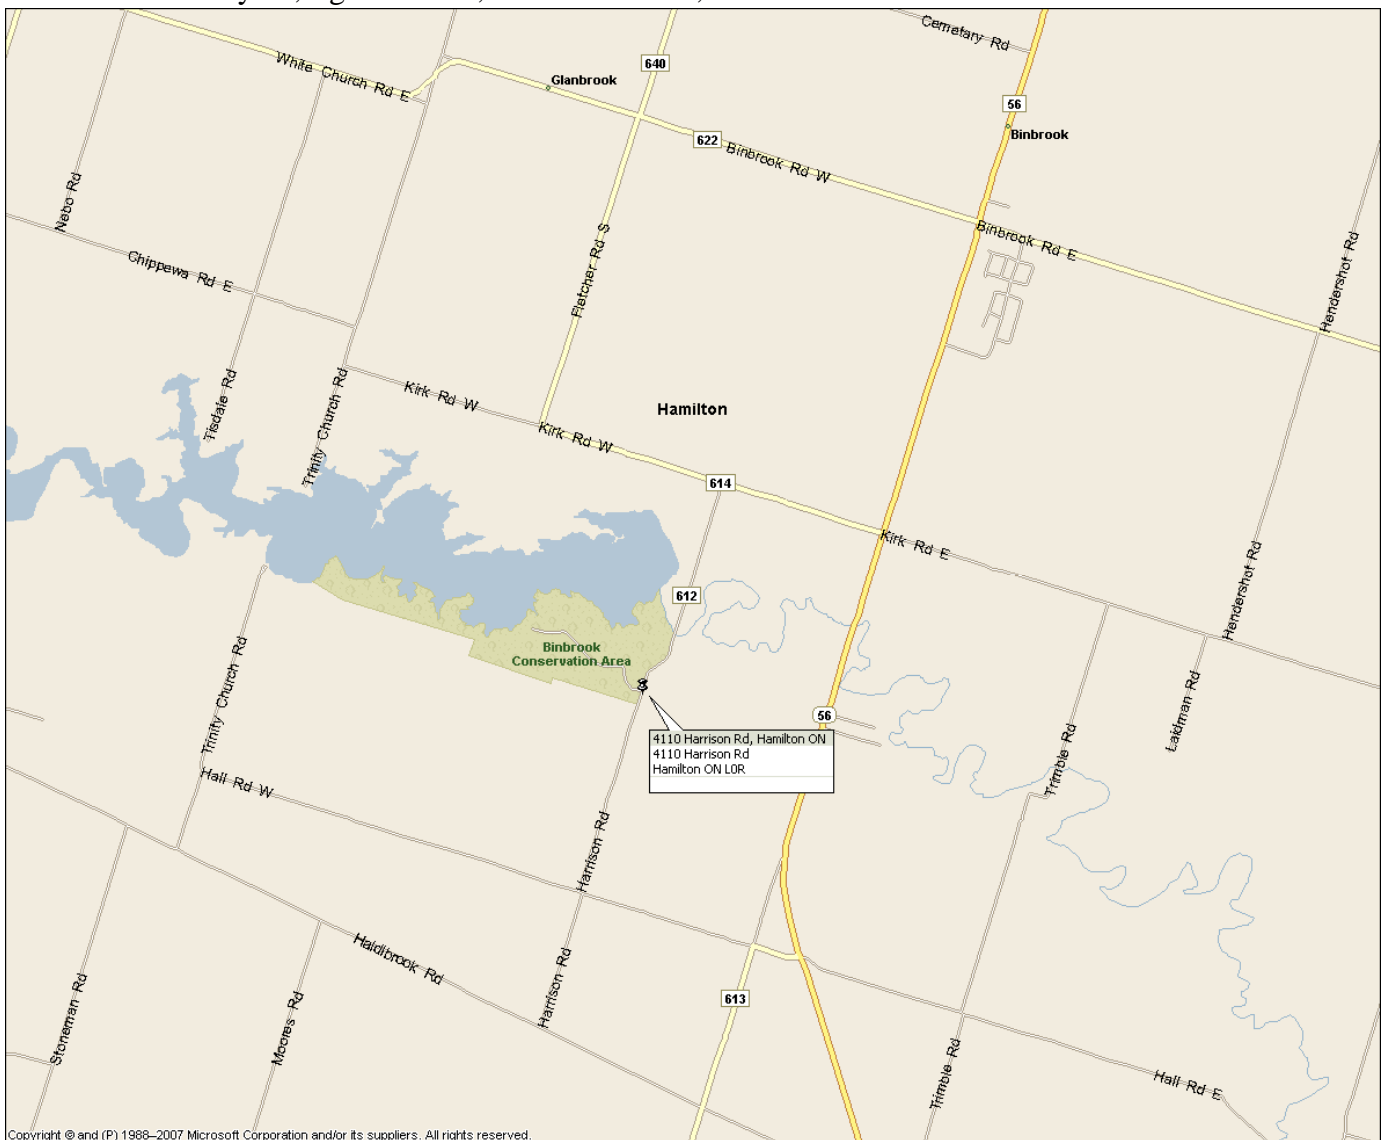 Cemetary Rd
White Church Rd E
640
Glanbrook
56
Binbrook
622
Binbrook Rd W
Nebo Rd
Fletcher Rd S
Binbrook Rd E
Hendershot Rd
Chippewa Rd E
Tisdale Rd
Trinity Church Rd
Kirk Rd W
Hamilton
Kirk Rd W
614
Kirk Rd E
Hendershot Rd
612
Binbrook
Conservation Area
Trinity Church Rd
Laidman Rd
56
4110 Harrison Rd, Hamilton ON
4110 Harrison Rd
Hamilton ON L0R
Trimble Rd
Hall Rd W
Harrison Rd
Haldibrook Rd
Harrison Rd
613
Stoneman Rd
Moores Rd
Trimble Rd
Hall Rd E
Copyright © and (P) 1988–2007 Microsoft Corporation and/or its suppliers. All rights reserved.